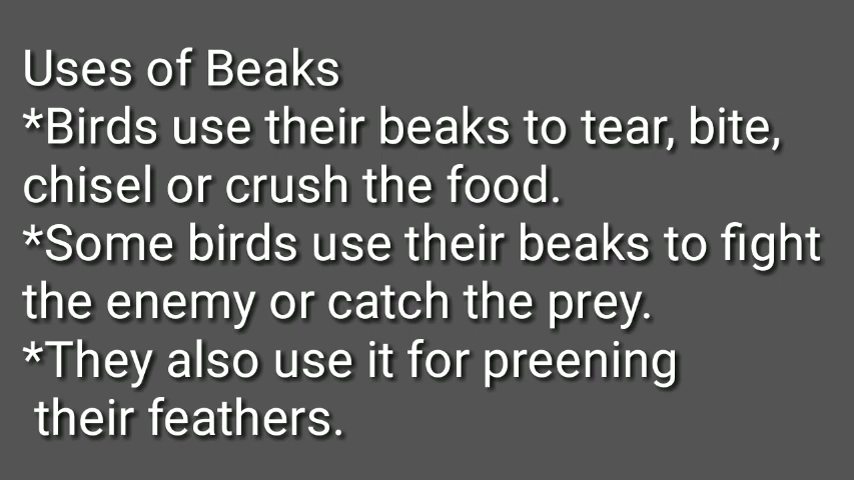 Uses of Beaks
*Birds use their beaks to tear, bite,
chisel or crush the food.
*Some birds use their beaks to fight
the enemy or catch the prey.
*They also use it for preening
their feathers.